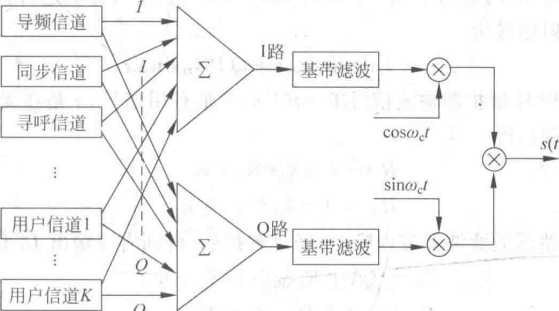 导频信道
I
同步信道
I
寻呼信道
⋮
用户信道1
⋮
Q
用户信道K
Q
Σ
I路
基带滤波
cosω_ct
s(t
sinω_ct
Σ
Q路
基带滤波